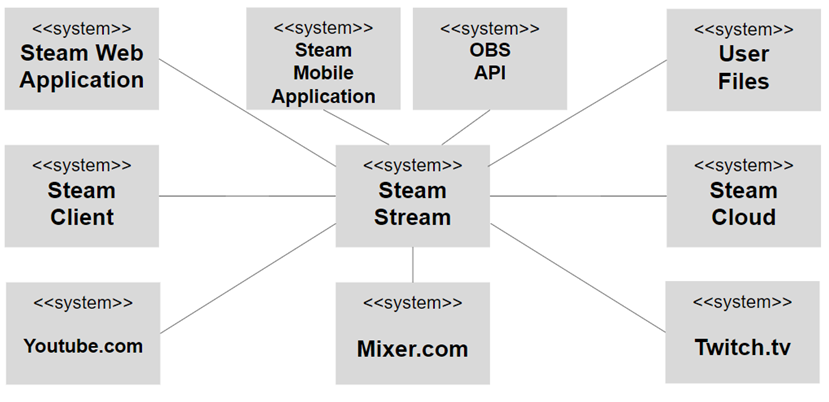 <<system>>
Steam Web
Application
<<system>>
Steam
Mobile
Application
<<system>>
OBS
API
<<system>>
User
Files
<<system>>
Steam
Client
<<system>>
Steam
Stream
<<system>>
Steam
Cloud
<<system>>
Youtube.com
<<system>>
Mixer.com
<<system>>
Twitch.tv